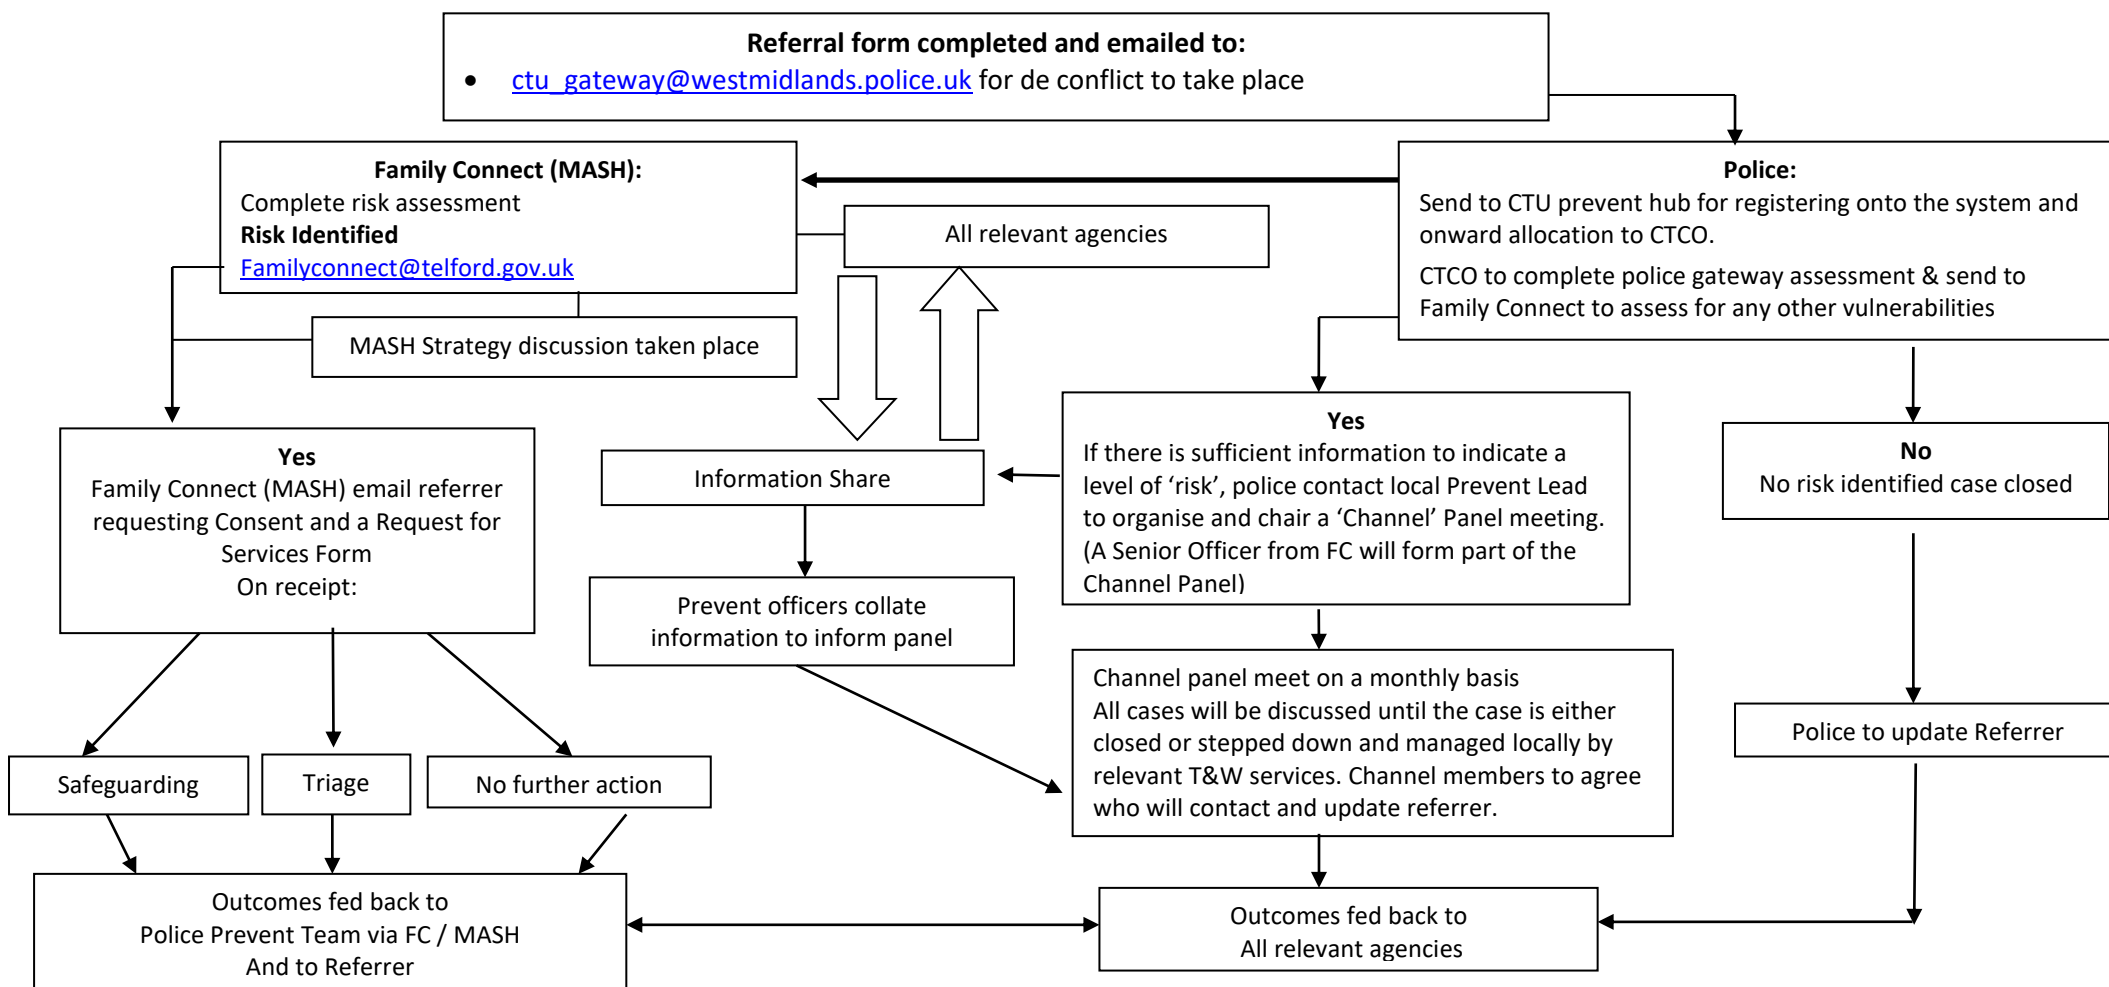 Referral form completed and emailed to:
• ctu_gateway@westmidlands.police.uk for de conflict to take place
Family Connect (MASH):
Complete risk assessment
Risk Identified
Familyconnect@telford.gov.uk
All relevant agencies
Police:
Send to CTU prevent hub for registering onto the system and
onward allocation to CTCO.
CTCO to complete police gateway assessment & send to
Family Connect to assess for any other vulnerabilities
MASH Strategy discussion taken place
Yes
Family Connect (MASH) email referrer
requesting Consent and a Request for
Services Form
On receipt:
Information Share
Yes
If there is sufficient information to indicate a
level of ‘risk’, police contact local Prevent Lead
to organise and chair a ‘Channel’ Panel meeting.
(A Senior Officer from FC will form part of the
Channel Panel)
No
No risk identified case closed
Prevent officers collate
information to inform panel
Channel panel meet on a monthly basis
All cases will be discussed until the case is either
closed or stepped down and managed locally by
relevant T&W services. Channel members to agree
who will contact and update referrer.
Police to update Referrer
Safeguarding
Triage
No further action
Outcomes fed back to
Police Prevent Team via FC / MASH
And to Referrer
Outcomes fed back to
All relevant agencies